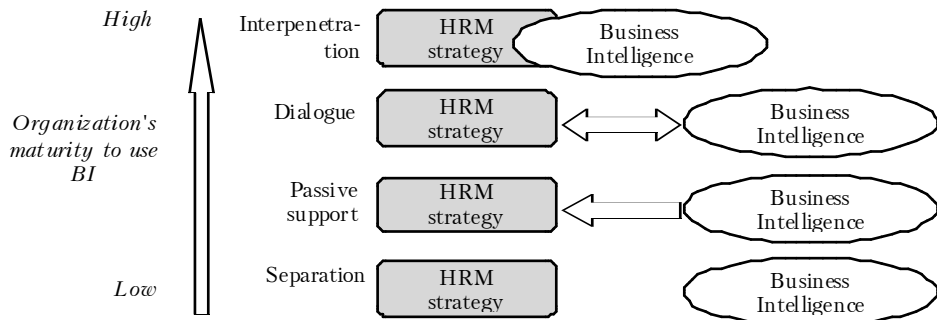 High
Interpenetra-
tion
HRM
strategy
Business
Intelligence
Organization's
maturity to use
BI
Dialogue
HRM
strategy
Business
Intelligence
Passive
support
HRM
strategy
Business
Intelligence
Low
Separation
HRM
strategy
Business
Intelligence